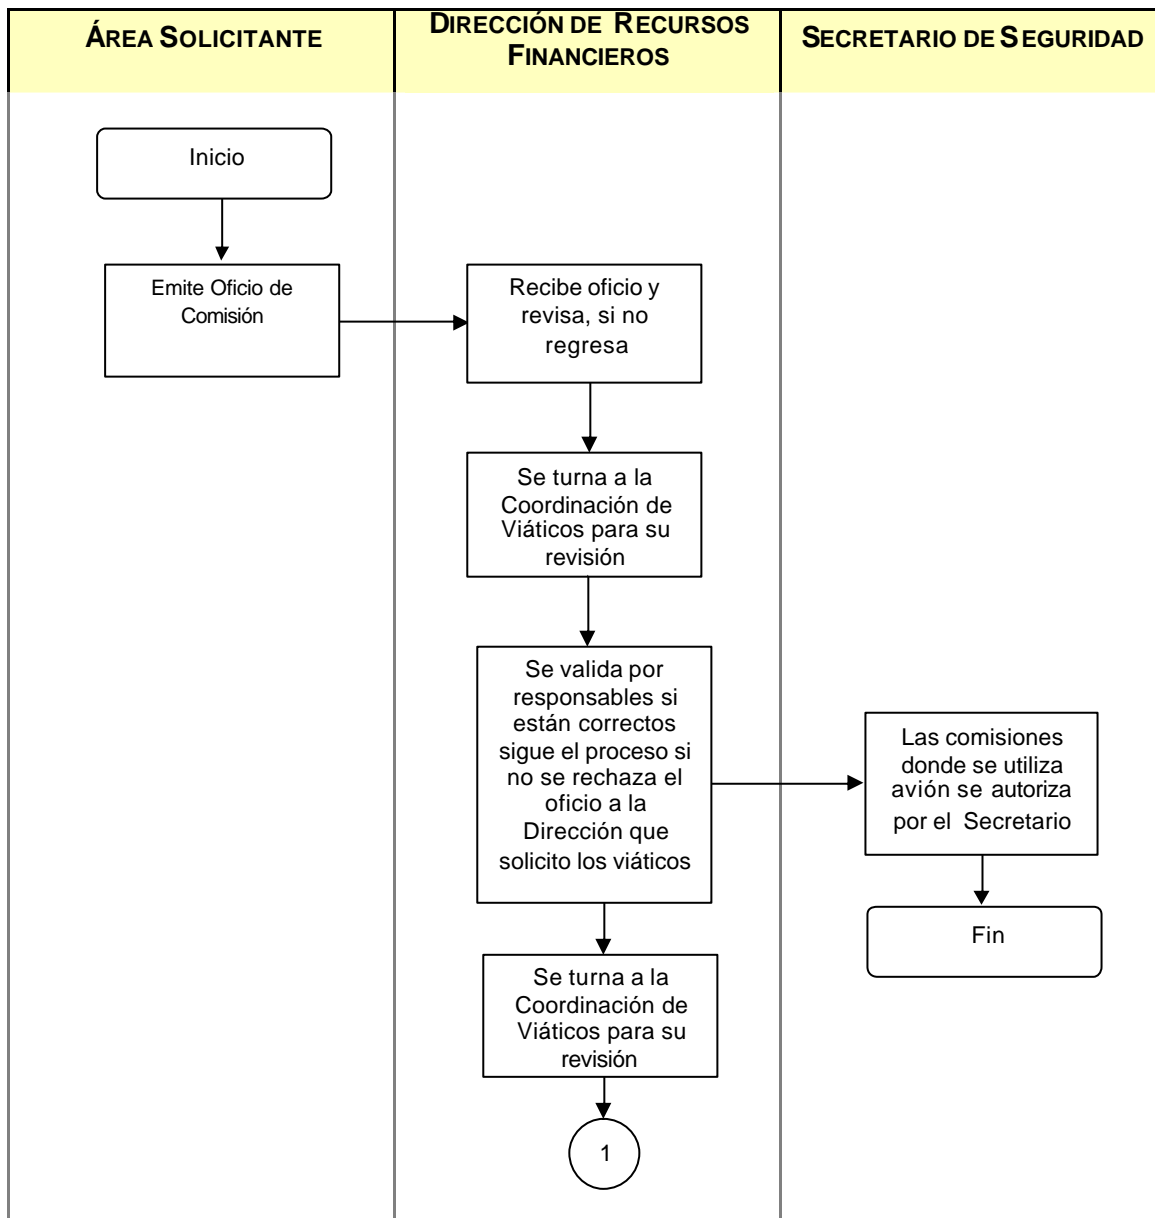 ÁREA SOLICITANTE
DIRECCIÓN DE RECURSOS
FINANCIEROS
SECRETARIO DE SEGURIDAD
Inicio
Emite Oficio de
Comisión
Recibe oficio y
revisa, si no
regresa
Se turna a la
Coordinación de
Viáticos para su
revisión
Se valida por
responsables si
están correctos
sigue el proceso si
no se rechaza el
oficio a la
Dirección que
solicito los viáticos
Las comisiones
donde se utiliza
avión se autoriza
por el Secretario
Fin
Se turna a la
Coordinación de
Viáticos para su
revisión
1